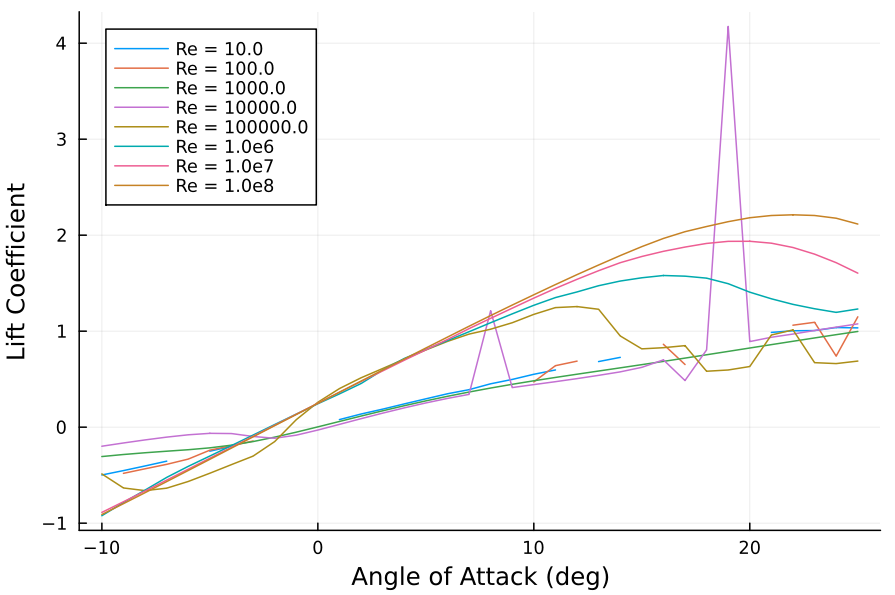 4
3
2
1
0
−1
Lift Coefficient
Re = 10.0
Re = 100.0
Re = 1000.0
Re = 10000.0
Re = 100000.0
Re = 1.0e6
Re = 1.0e7
Re = 1.0e8
−10 0 10 20
Angle of Attack (deg)